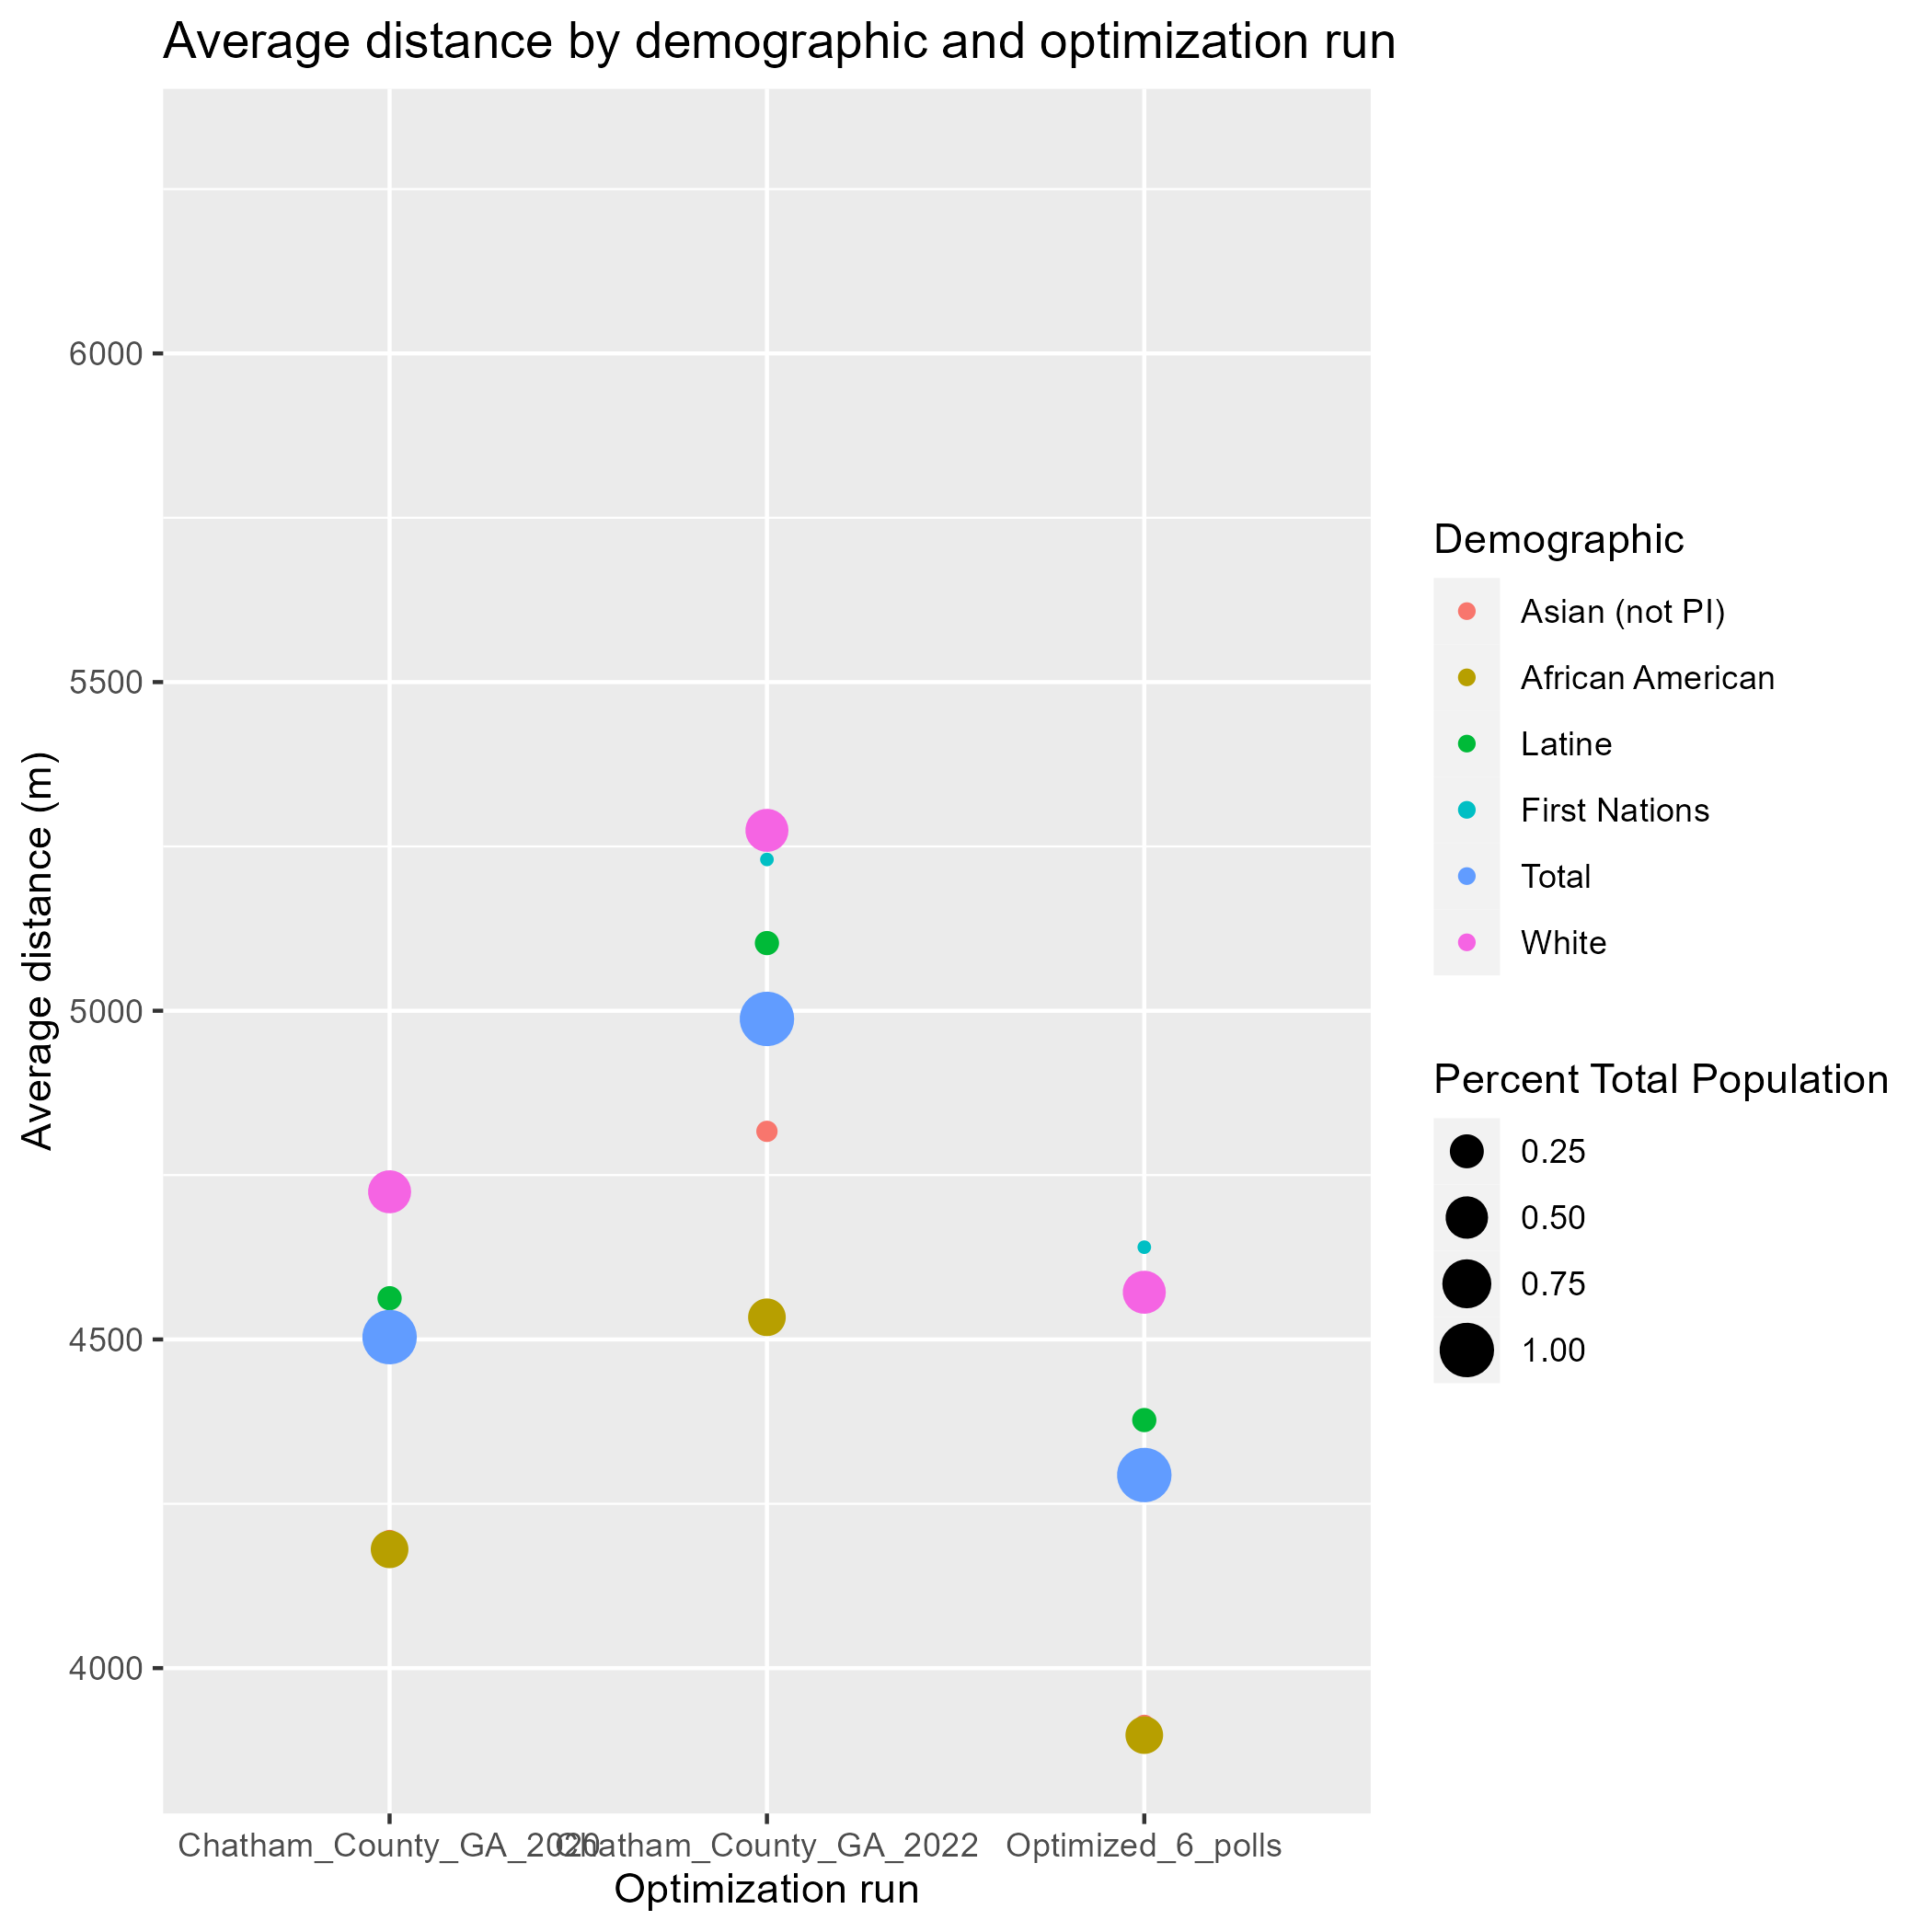 Average distance by demographic and optimization run
Average distance (m)
6000
5500
5000
4500
4000
Chatham_County_GA_2020
Chatham_County_GA_2022
Optimized_6_polls
Optimization run
Demographic
Asian (not PI)
African American
Latine
First Nations
Total
White
Percent Total Population
0.25
0.50
0.75
1.00